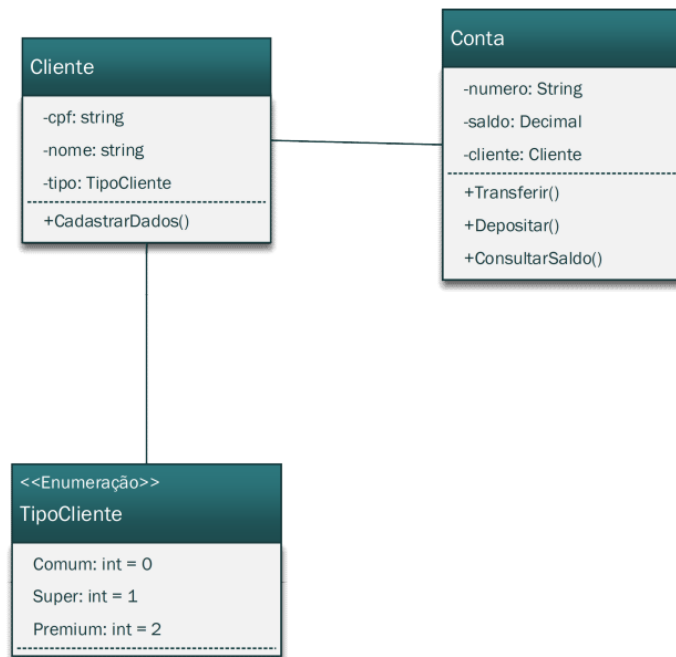 Cliente
-cpf: string
-nome: string
-tipo: TipoCliente
+CadastrarDados()
Conta
-numero: String
-saldo: Decimal
-cliente: Cliente
+Transferir()
+Depositar()
+ConsultarSaldo()
<<Enumeração>>
TipoCliente
Comum: int = 0
Super: int = 1
Premium: int = 2